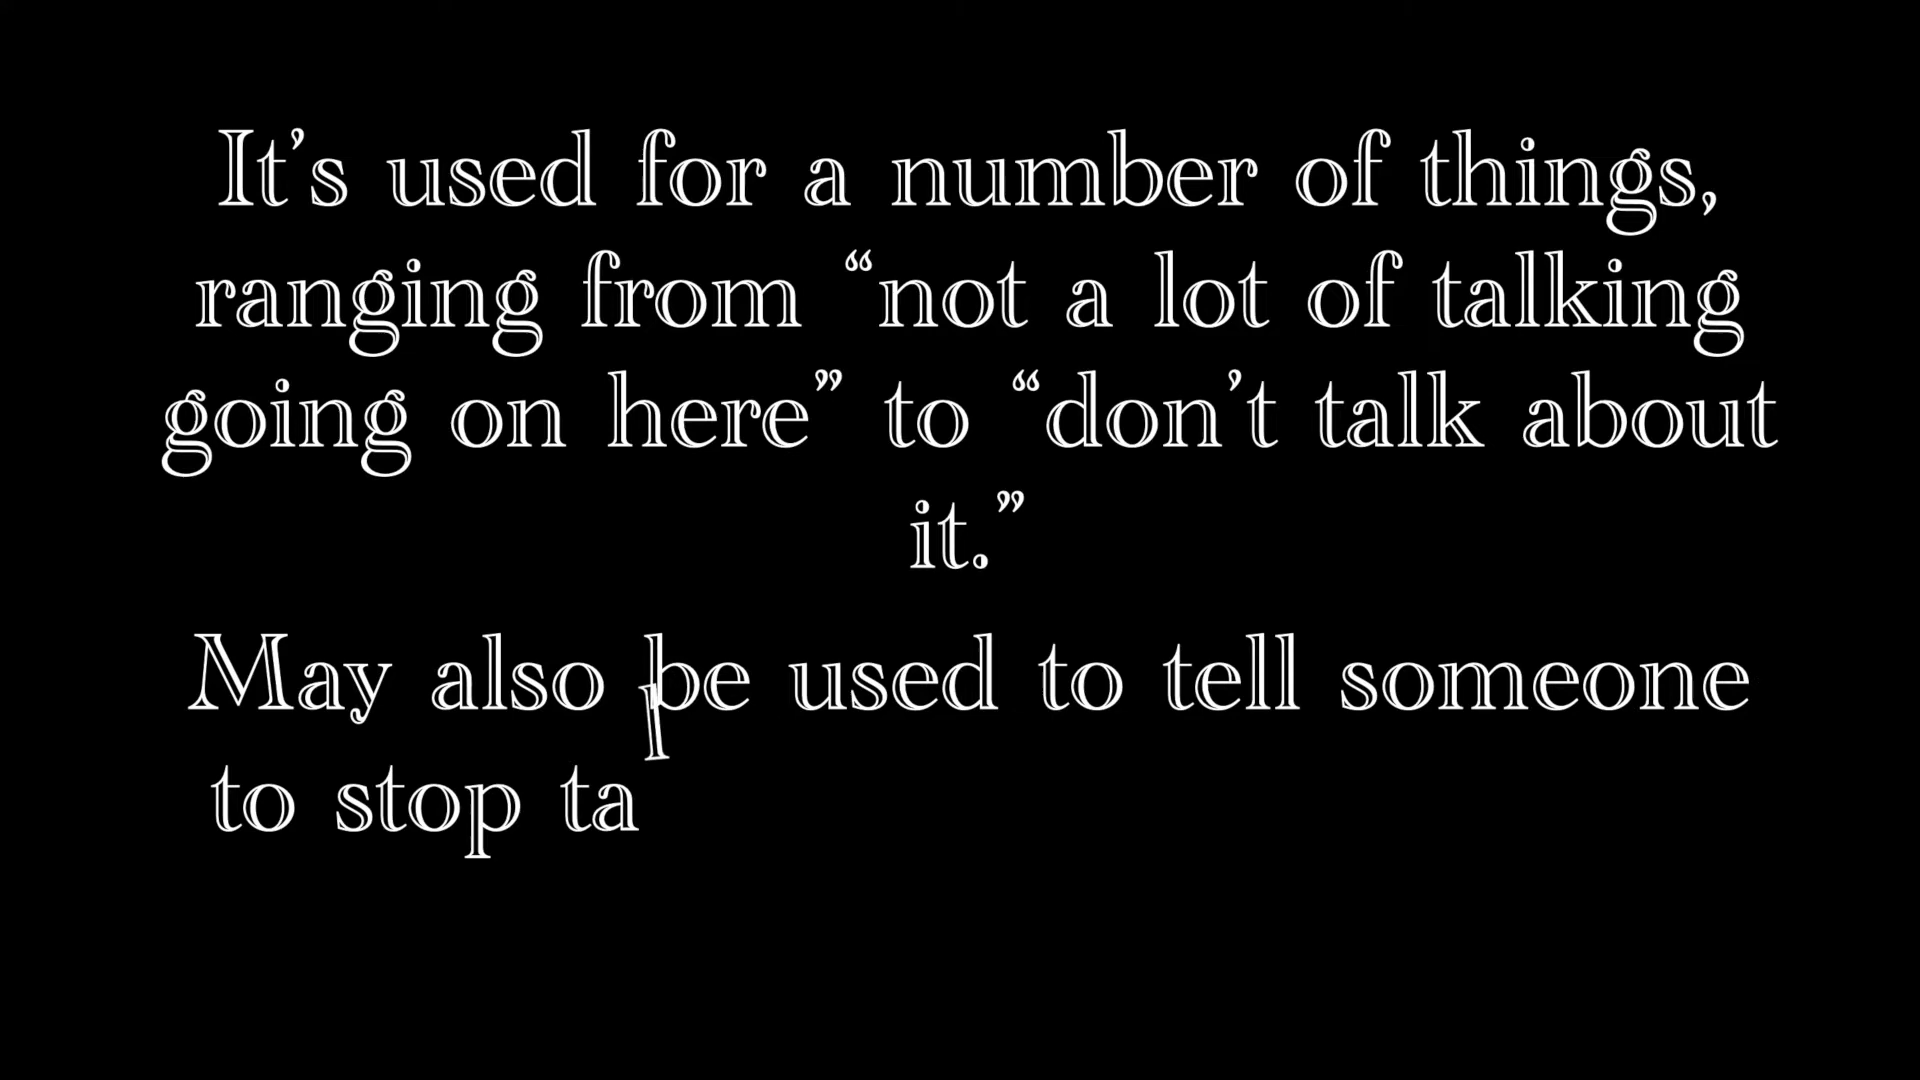 It’s used for a number of things,
ranging from “not a lot of talking
going on here” to “don’t talk about
it.”
May also be used to tell someone
to stop tal